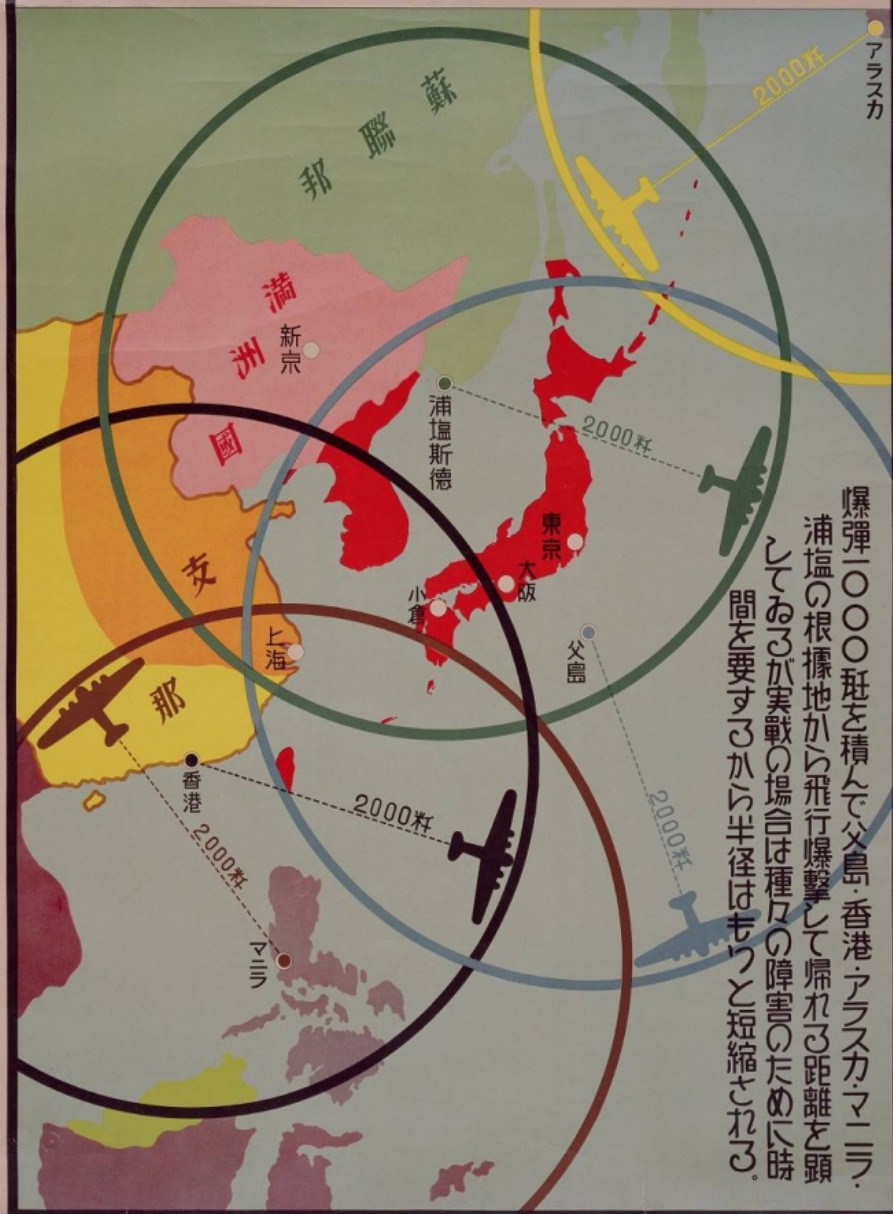 爆彈一〇〇〇瓩を積んで父島・香港・アラスカ・マニラ・
浦塩の根據地から飛行爆撃して帰れる距離を顕
してゐるが実戰の場合は種々の障害のために時
間を要するから半径はもつと短縮される。
アラスカ
2000粁
蘇聯邦
満洲國
新京
浦塩斯德
2000粁
東京
大阪
小倉
父島
2000粁
支那
上海
香港
2000粁
2000粁
マニラ